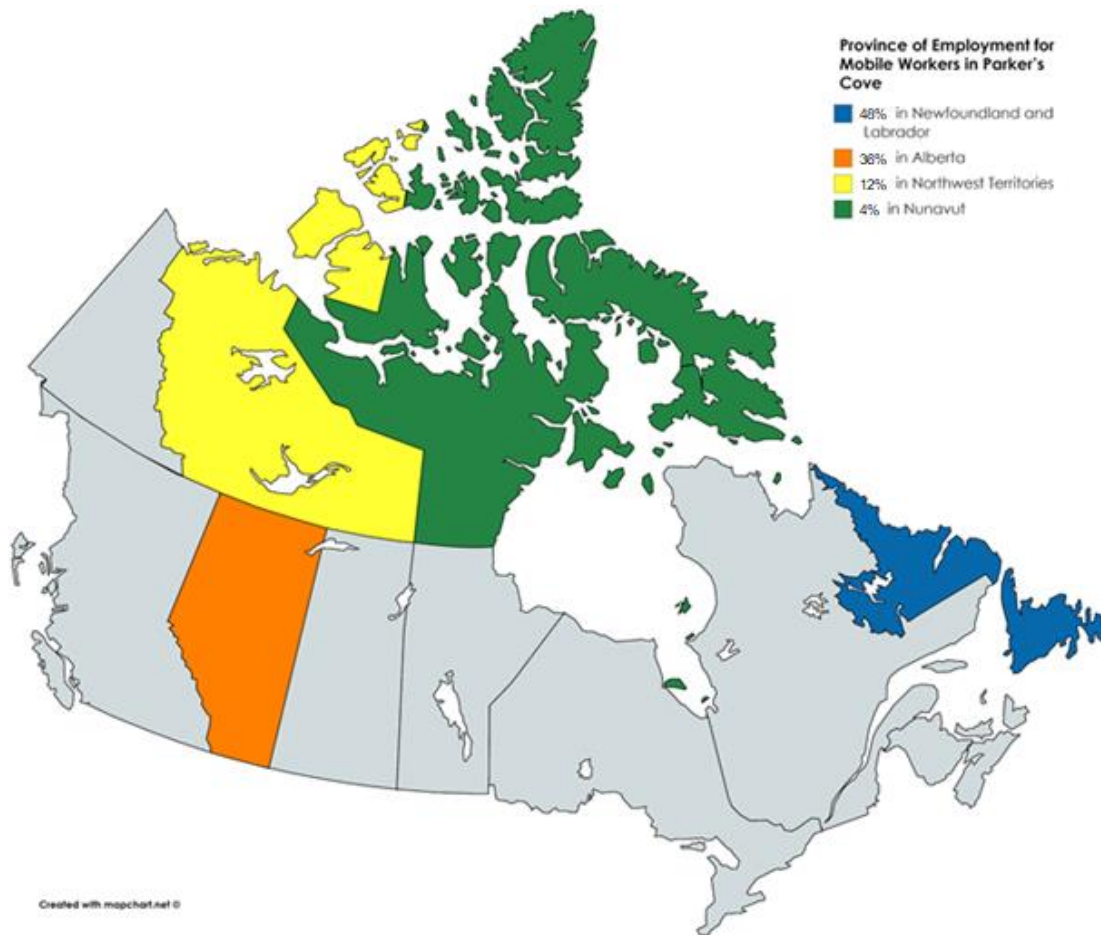 Province of Employment for
Mobile Workers in Parker's
Cove
48% in Newfoundland and
Labrador
36% in Alberta
12% in Northwest Territories
4% in Nunavut
Created with mapchart.net ©